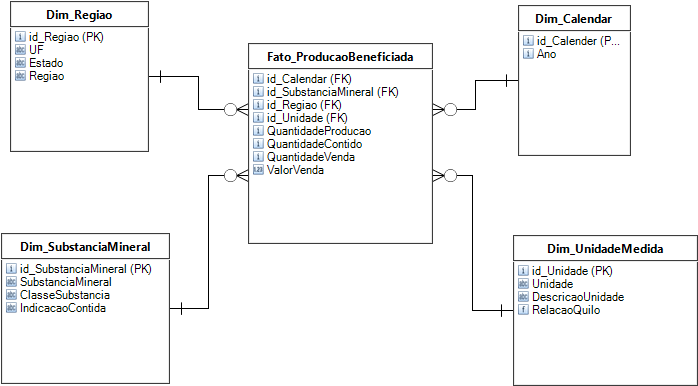 Dim_Regiao
id_Regiao (PK)
UF
Estado
Regiao
Fato_ProducaoBeneficiada
id_Calendar (FK)
id_SubstanciaMineral (FK)
id_Regiao (FK)
id_Unidade (FK)
QuantidadeProducao
QuantidadeContido
QuantidadeVenda
ValorVenda
Dim_Calendar
id_Calender (P...
Ano
Dim_SubstanciaMineral
id_SubstanciaMineral (PK)
SubstanciaMineral
ClasseSubstancia
IndicacaoContida
Dim_UnidadeMedida
id_Unidade (PK)
Unidade
DescricaoUnidade
RelacaoQuilo